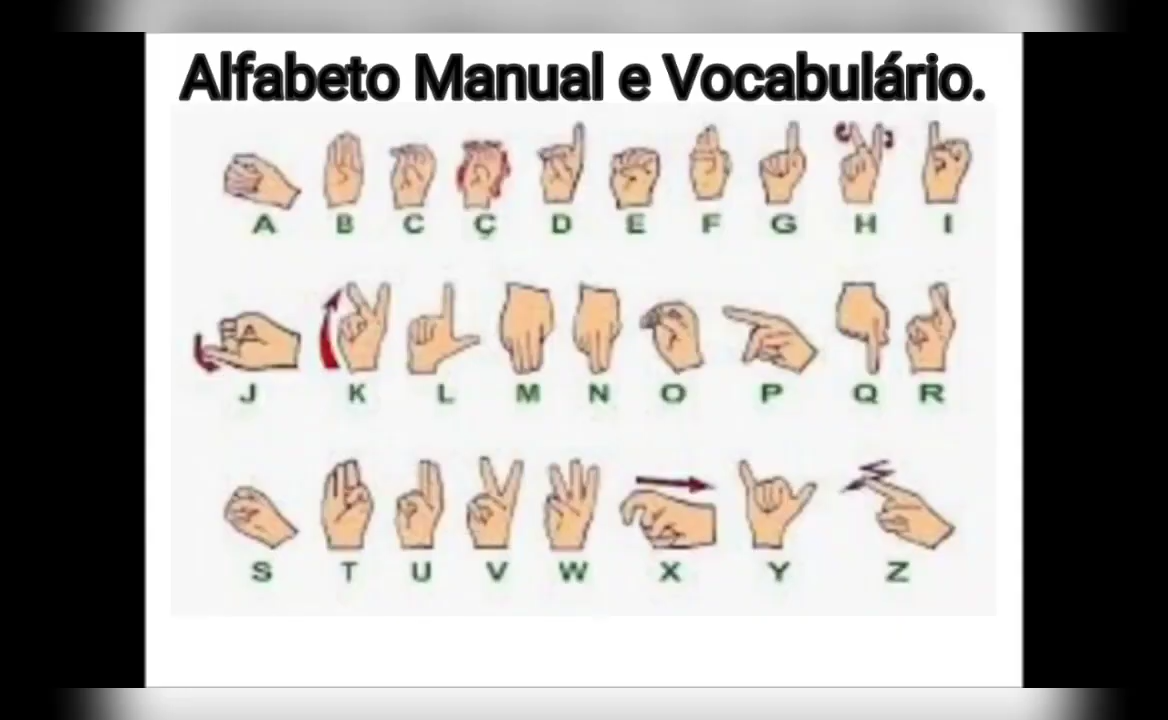 Alfabeto Manual e Vocabulário.
A B C Ç D E F G H I
J K L M N O P Q R
S T U V W X Y Z